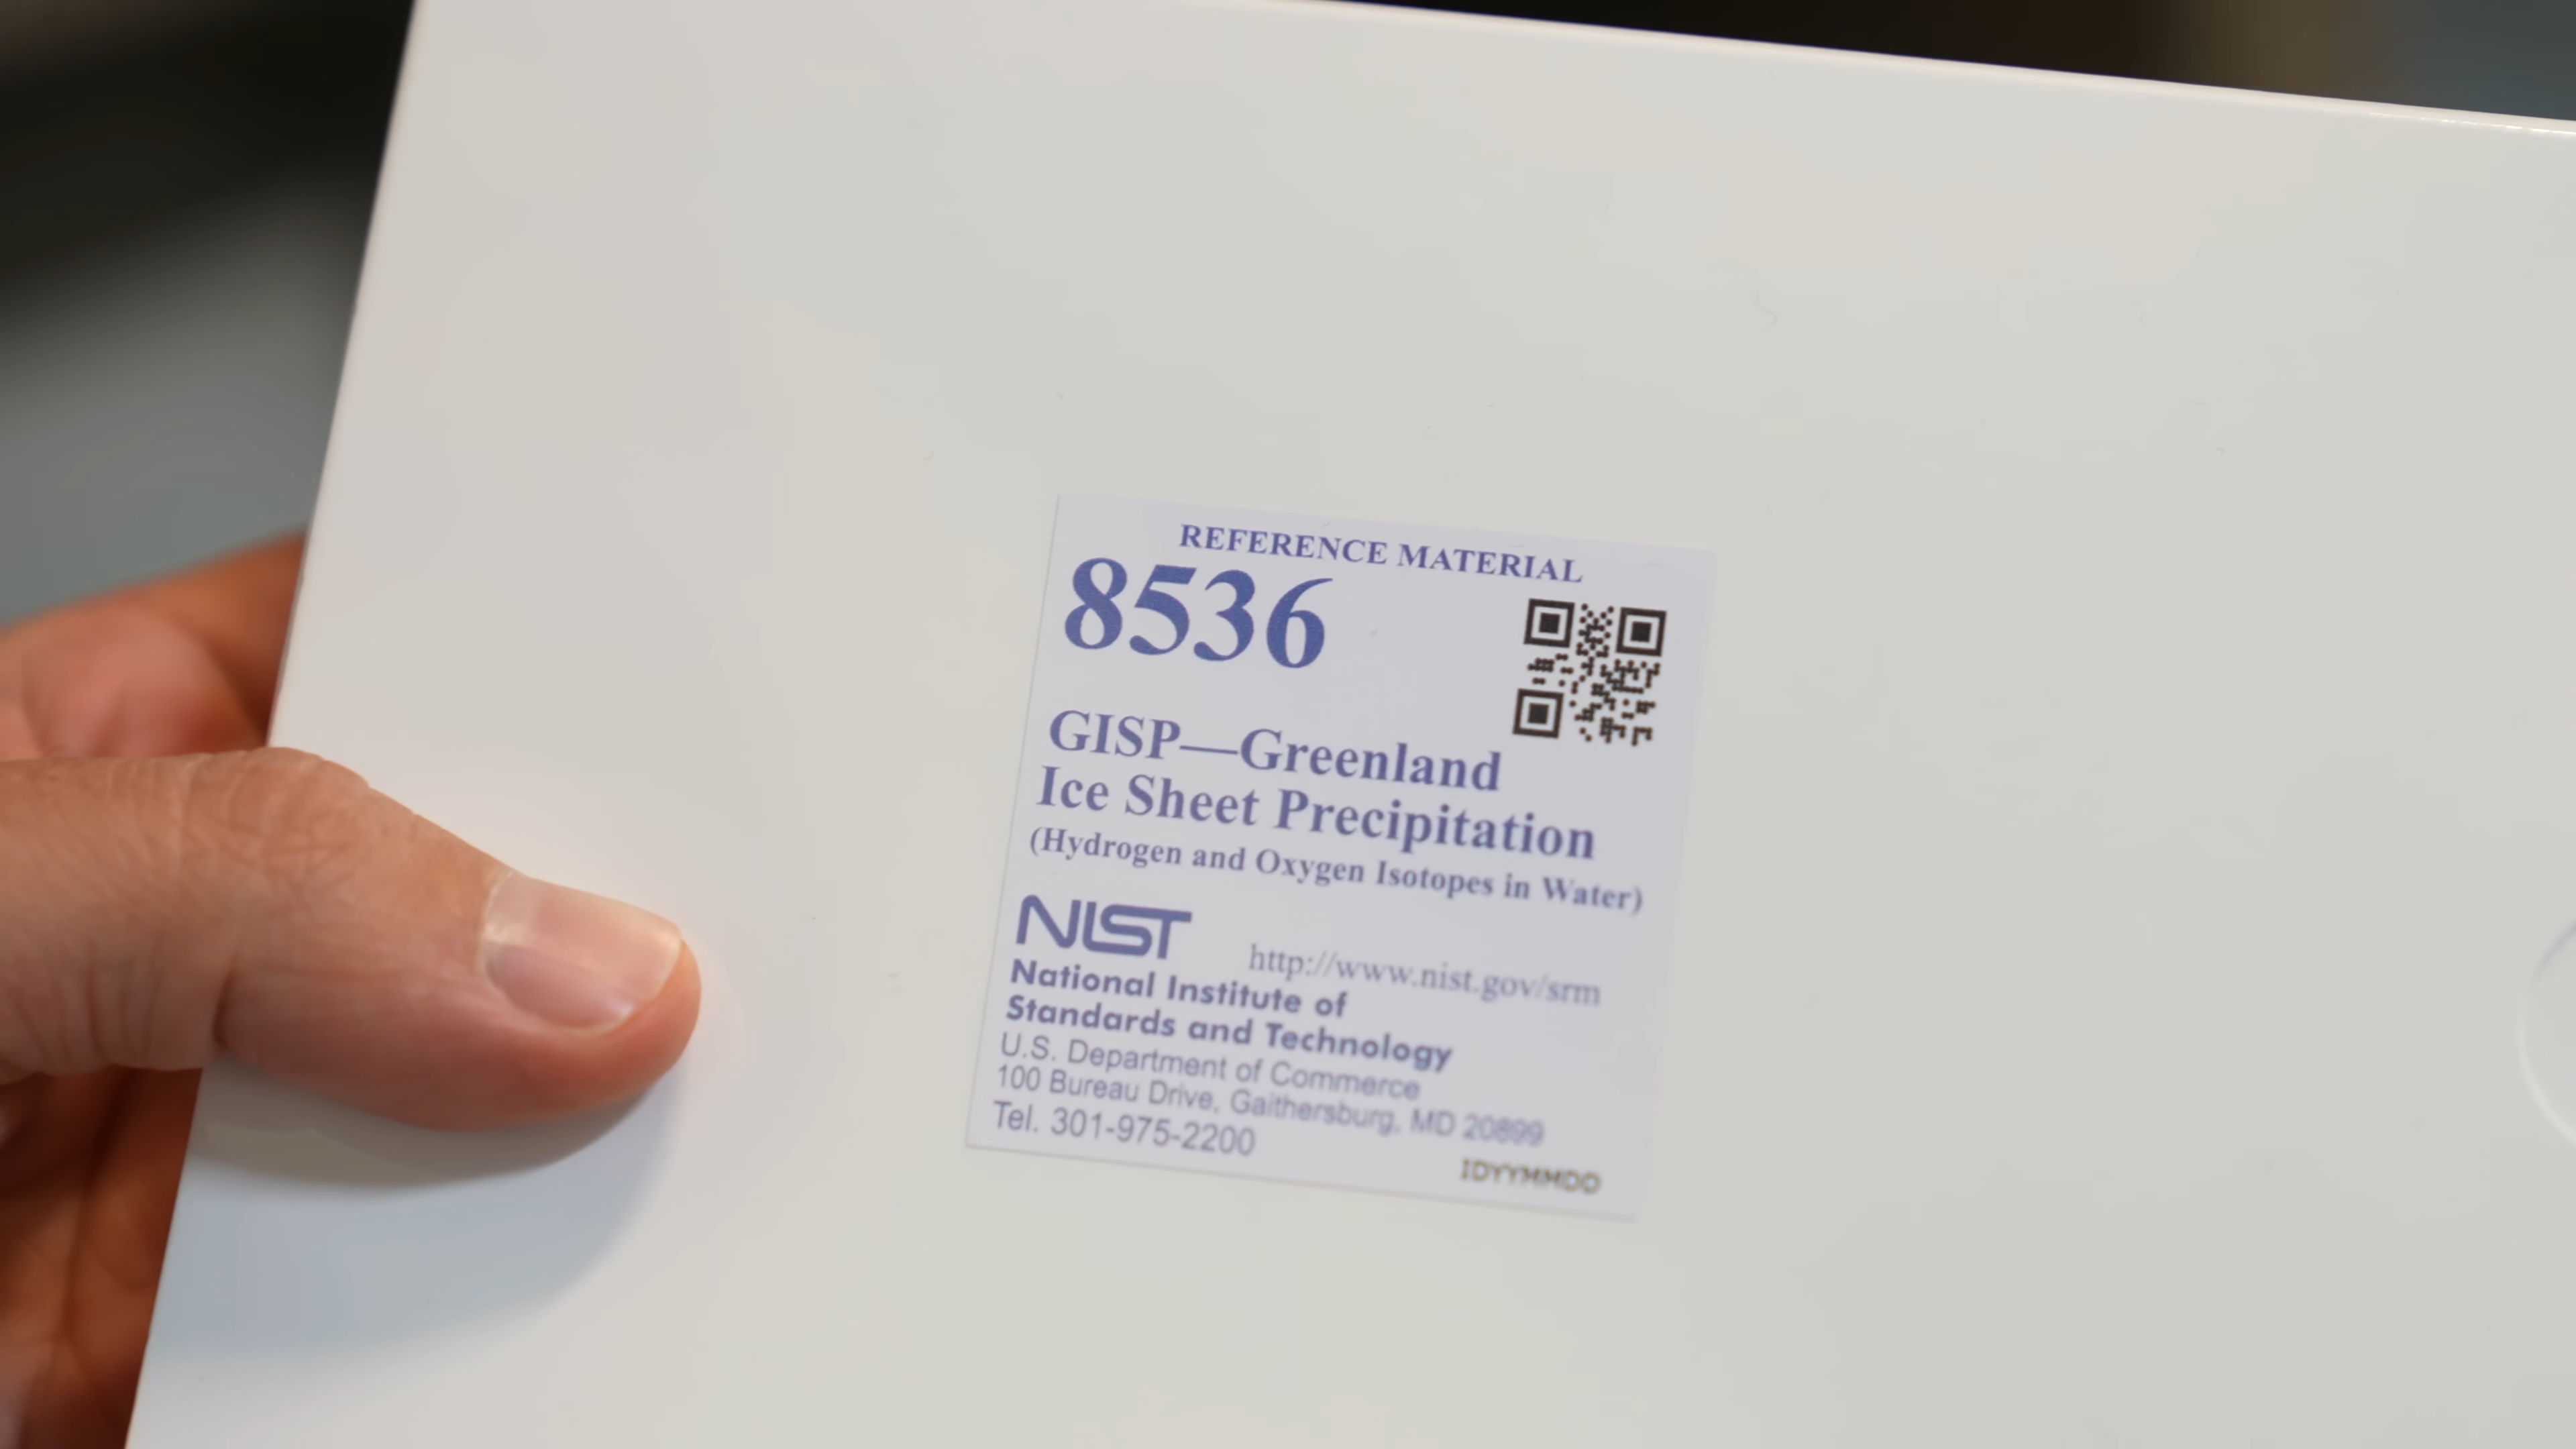 REFERENCE MATERIAL
8536
GISP—Greenland
Ice Sheet Precipitation
(Hydrogen and Oxygen Isotopes in Water)
NIST
http://www.nist.gov/srm
National Institute of
Standards and Technology
U.S. Department of Commerce
100 Bureau Drive, Gaithersburg, MD 20899
Tel. 301-975-2200
IDYYMMDD